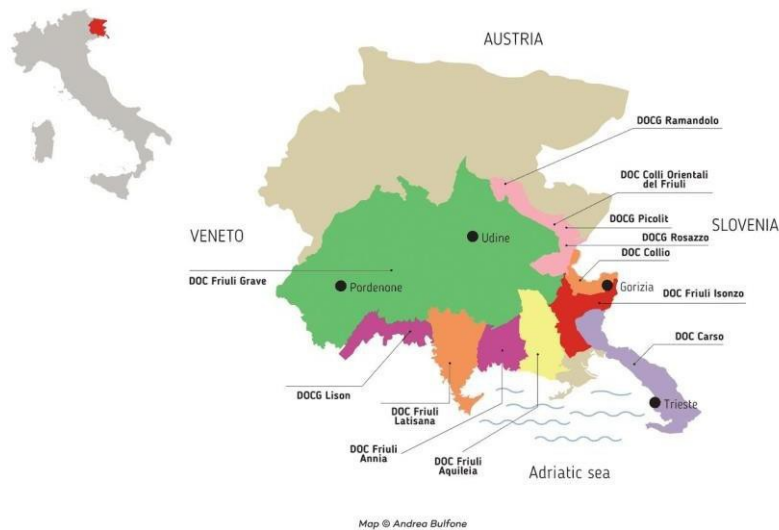 AUSTRIA
DOCG Ramandolo
DOC Colli Orientali
del Friuli
DOCG Picolit
SLOVENIA
VENETO
Udine
DOCG Rosazzo
DOC Collio
DOC Friuli Grave
Pordenone
Gorizia
DOC Friuli Isonzo
DOC Carso
DOCG Lison
DOC Friuli
Latisana
Trieste
DOC Friuli
Annia
DOC Friuli
Aquileia
Adriatic sea
Map © Andrea Bulfone